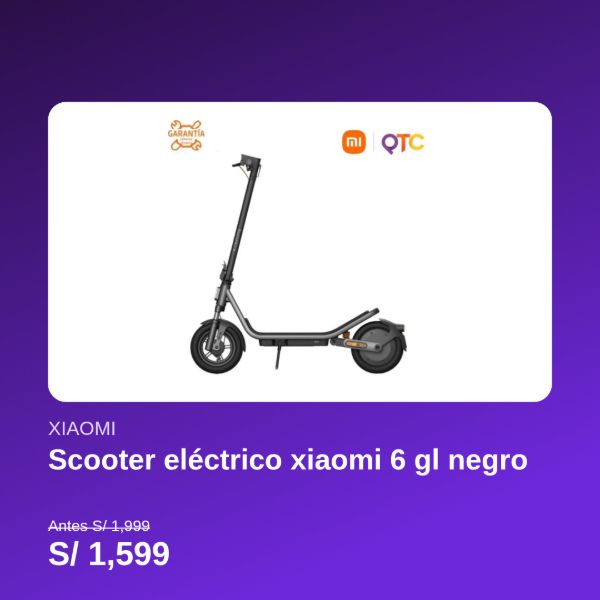 GARANTÍA
mi QTC
XIAOMI
Scooter eléctrico xiaomi 6 gl negro
Antes S/ 1,999
S/ 1,599